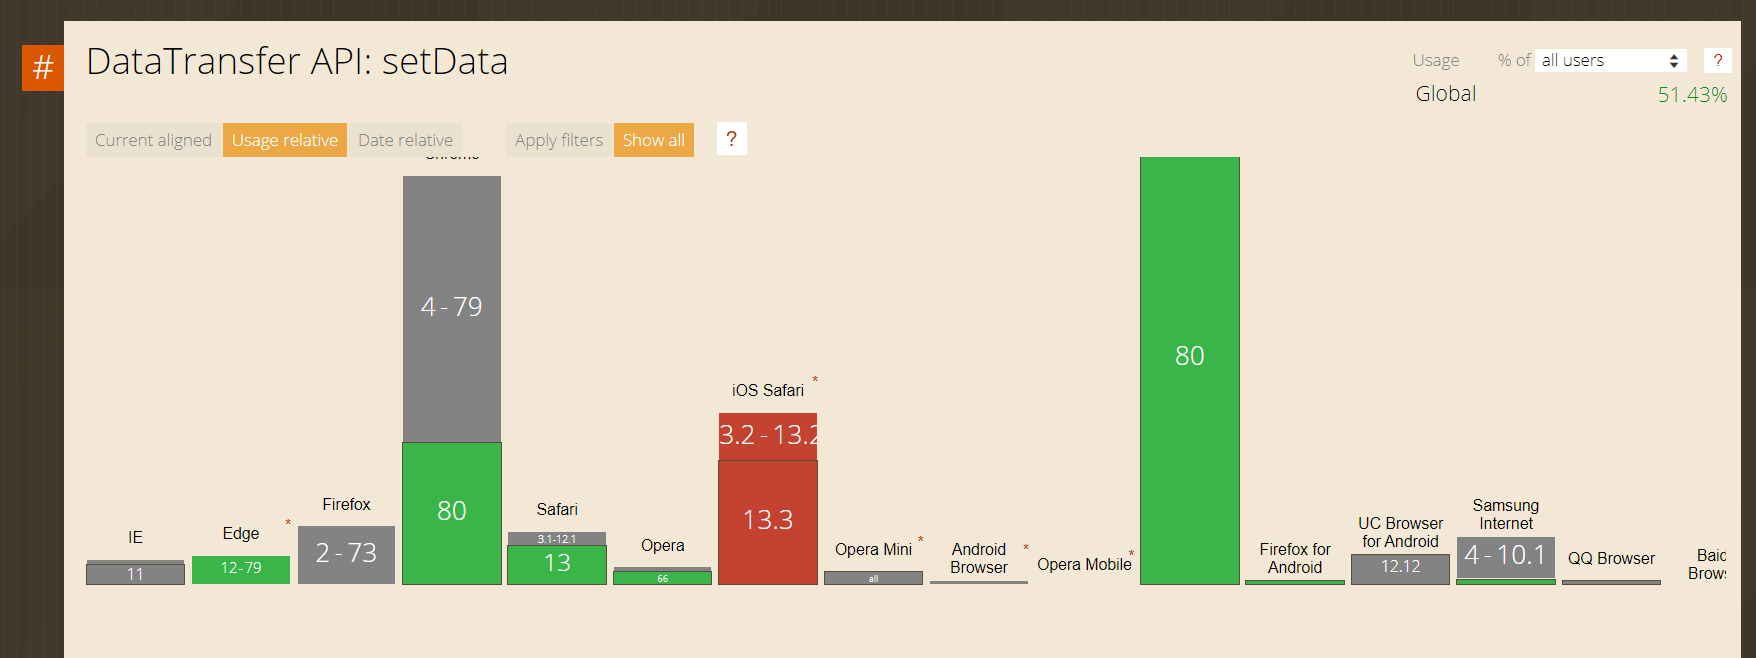 #
DataTransfer API: setData
Usage % of all users ?
Global 51.43%
Current aligned Usage relative Date relative Apply filters Show all ?
IE
11
Edge *
12-79
Firefox
2 - 73
Chrome
4 - 79
80
Safari
3.1-12.1
13
Opera
66
iOS Safari *
3.2 - 13.2
13.3
Opera Mini *
all
Android *
Browser
Opera Mobile *
80
Firefox for
Android
UC Browser
for Android
12.12
Samsung
Internet
4 - 10.1
QQ Browser